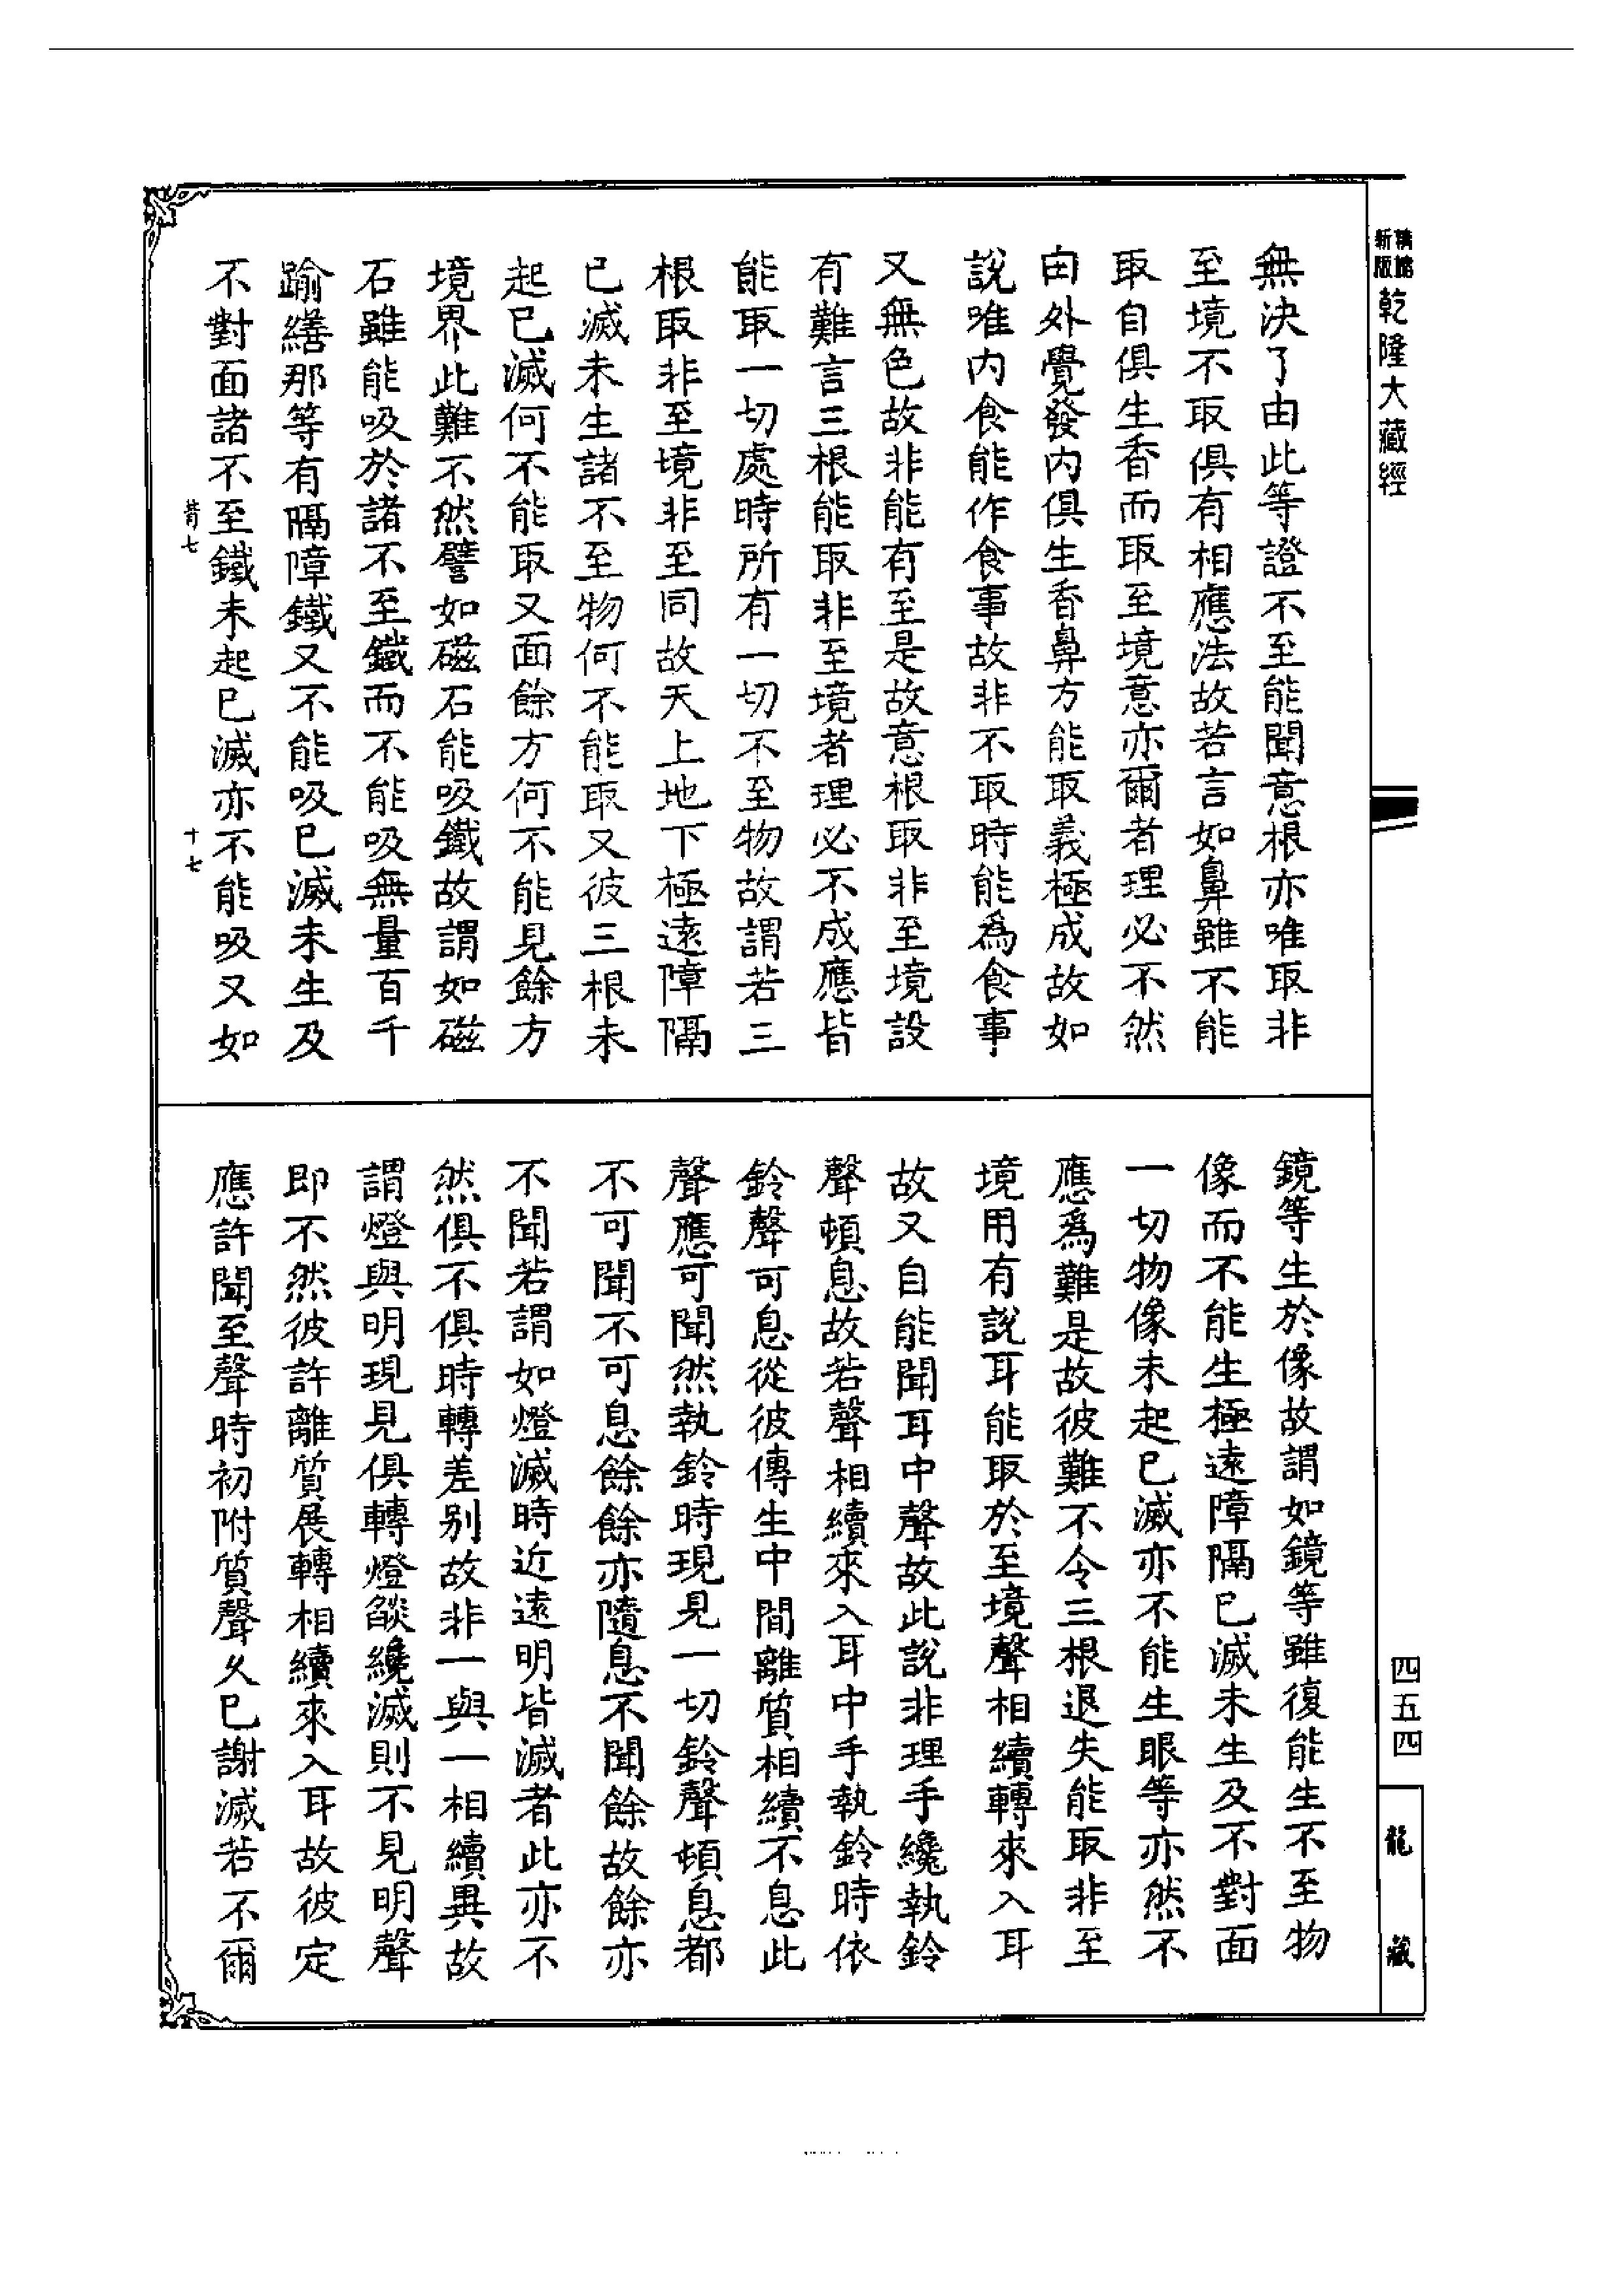 新版
乾隆大藏經
無決了由此等證不至能聞意根亦唯取非
至境不取俱有相應法故若言如鼻雖不能
取自俱生香而取至境意亦爾者理必不然
由外覺發內俱生香鼻方能取義極成故如
說唯內食能作食事故非不取時能爲食事
又無色故非能有至是故意根取非至境設
有難言三根能取非至境者理必不成應皆
能取一切處時所有一切不至物故謂若三
根取非至境非至同故天上地下極遠障隔
已滅未生諸不至物何不能取又彼三根未
起已滅何不能取又面餘方何不能見餘方
境界此難不然譬如磁石能吸鐵故謂如磁
石雖能吸於諸不至鐵而不能吸無量百千
踰繕那等有隔障鐵又不能吸已滅未生及
不對面諸不至鐵未起已滅亦不能吸又如
十七
鏡等生於像故謂如鏡等雖復能生不至物
像而不能生極遠障隔已滅未生及不對面
一切物像未起已滅亦不能生眼等亦然不
應爲難是故彼難不令三根退失能取非至
境用有說耳能取於至境聲相續轉來入耳
故又自能聞耳中聲故此說非理手纔執鈴
聲頓息故若聲相續來入耳中手執鈴時依
鈴聲可息從彼傳生中間離質相續不息此
聲應可聞然執鈴時現見一切鈴聲頓息都
不可聞不可息餘餘亦隨息不聞餘故餘亦
不聞若謂如燈滅時近遠明皆滅者此亦不
然俱不俱時轉差別故非一與一相續異故
謂燈與明現見俱轉燈燄纔滅則不見明聲
即不然彼許離質展轉相續來入耳故彼定
應許聞至聲時初附質聲久已謝滅若不爾
四五四
龍藏